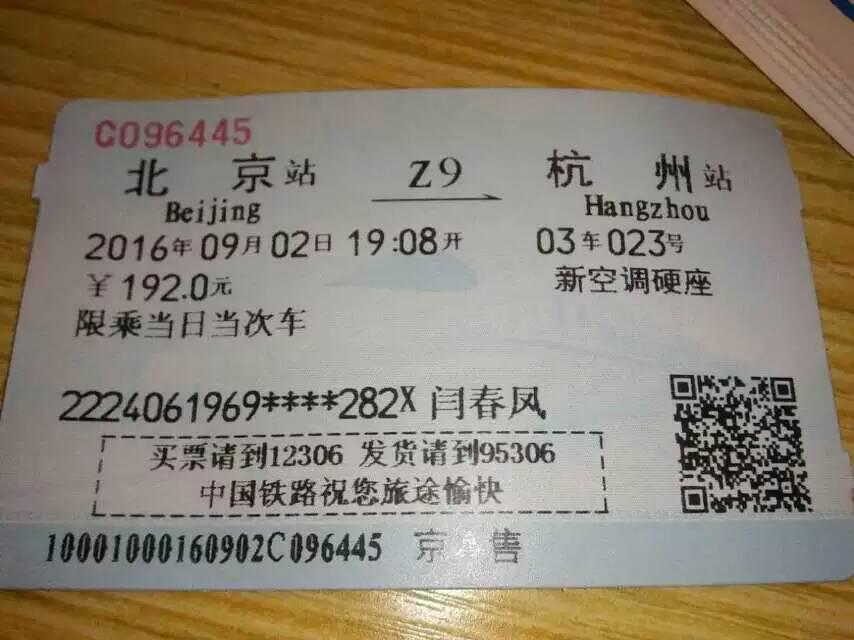 C096445
北京站 Z9 杭州站
Beijing Hangzhou
2016年09月02日 19:08开 03车023号
￥192.0元 新空调硬座
限乘当日当次车
2224061969****282X 闫春凤
买票请到12306 发货请到95306
中国铁路祝您旅途愉快
10001000160902C096445 京 售